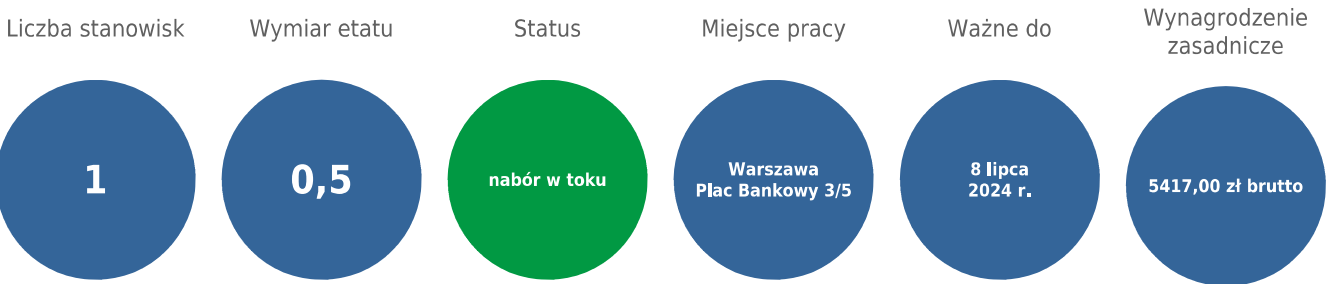 Liczba stanowisk
1
Wymiar etatu
0,5
Status
nabór w toku
Miejsce pracy
Warszawa
Plac Bankowy 3/5
Ważne do
8 lipca
2024 r.
Wynagrodzenie
zasadnicze
5417,00 zł brutto